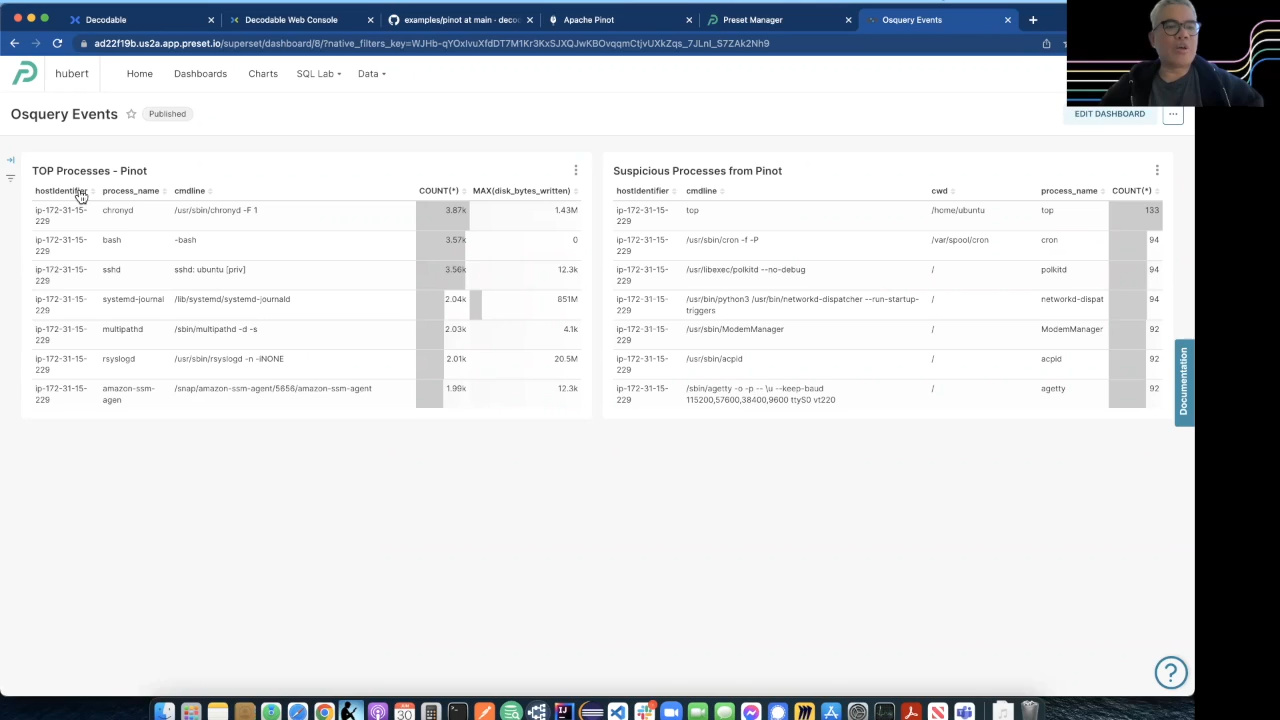 Decodable
Decodable Web Console
examples/pinot at main · deco
Apache Pinot
Preset Manager
Osquery Events
hubert
Home
Dashboards
Charts
SQL Lab
Data
Osquery Events
Published
EDIT DASHBOARD
TOP Processes - Pinot
hostIdentifier process_name cmdline COUNT(*) MAX(disk_bytes_written)
ip-172-31-15- chronyd /usr/sbin/chronyd -F 1 3.87k 1.43M
229
ip-172-31-15- bash -bash 3.57k 0
229
ip-172-31-15- sshd sshd: ubuntu [priv] 3.56k 12.3k
229
ip-172-31-15- systemd-journal /lib/systemd/systemd-journald 2.04k 851M
229
ip-172-31-15- multipathd /sbin/multipathd -d -s 2.03k 4.1k
229
ip-172-31-15- rsyslogd /usr/sbin/rsyslogd -n -iNONE 2.01k 20.5M
229
ip-172-31-15- amazon-ssm- /snap/amazon-ssm-agent/5656/amazon-ssm-agent 1.99k 12.3k
229 agen
Suspicious Processes from Pinot
hostIdentifier cmdline cwd process_name COUNT(*)
ip-172-31-15- top /home/ubuntu top 133
229
ip-172-31-15- /usr/sbin/cron -f -P /var/spool/cron cron 94
229
ip-172-31-15- /usr/libexec/polkitd --no-debug / polkitd 94
229
ip-172-31-15- /usr/bin/python3 /usr/bin/networkd-dispatcher --run-startup- / networkd-dispat 94
229 triggers
ip-172-31-15- /usr/sbin/ModemManager / ModemManager 92
229
ip-172-31-15- /usr/sbin/acpid / acpid 92
229
ip-172-31-15- /sbin/agetty -o -p -- \u --keep-baud / agetty 92
229 115200,57600,38400,9600 ttyS0 vt220
Documentation
?
30